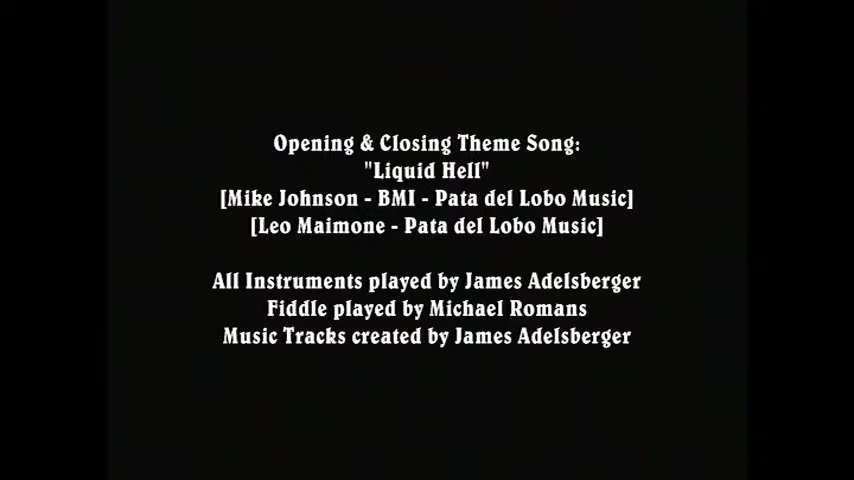 Opening & Closing Theme Song:
"Liquid Hell"
[Mike Johnson - BMI - Pata del Lobo Music]
[Leo Maimone - Pata del Lobo Music]
All Instruments played by James Adelsberger
Fiddle played by Michael Romans
Music Tracks created by James Adelsberger